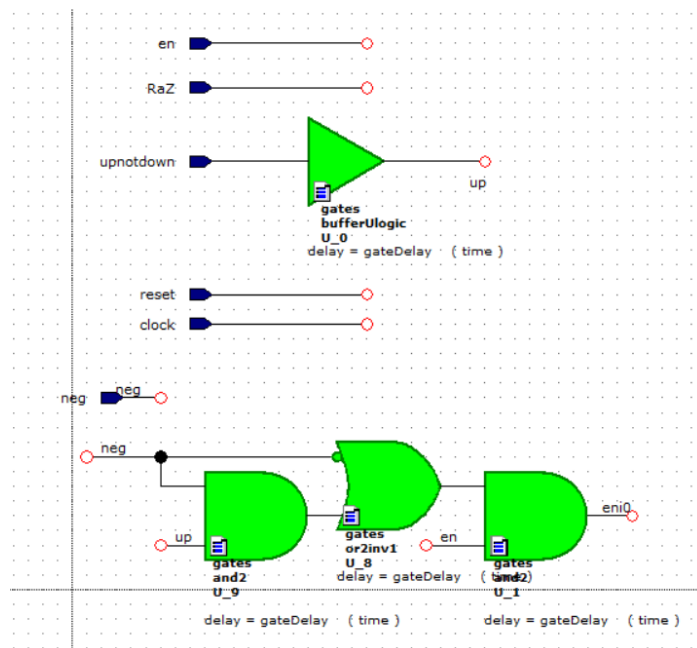 en
RaZ
upnotdown
up
gates
bufferUlogic
U_0
delay = gateDelay ( time )
reset
clock
neg neg
neg
up
gates
and2
U_9
delay = gateDelay ( time )
gates
or2inv1
U_8
delay = gateDelay ( time )
en
eni0
gates
and2
U_1
delay = gateDelay ( time )